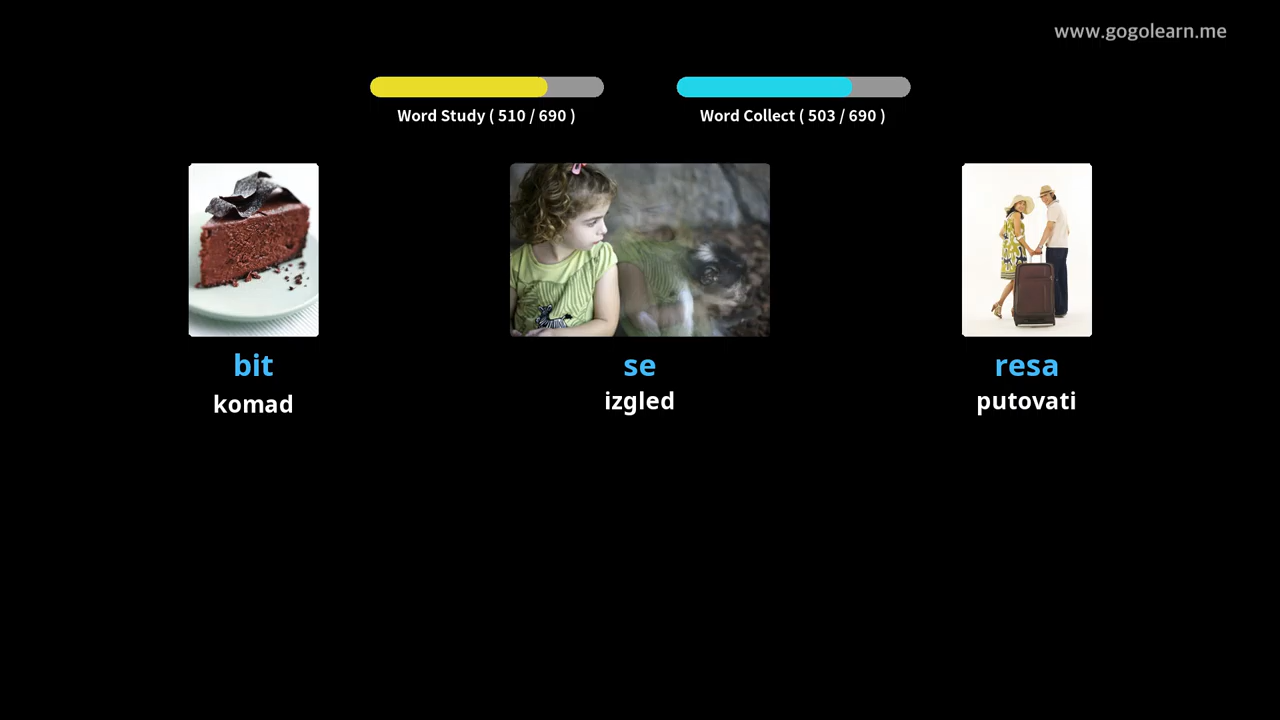 www.gogolearn.me
Word Study ( 510 / 690 )
Word Collect ( 503 / 690 )
bit
komad
se
izgled
resa
putovati